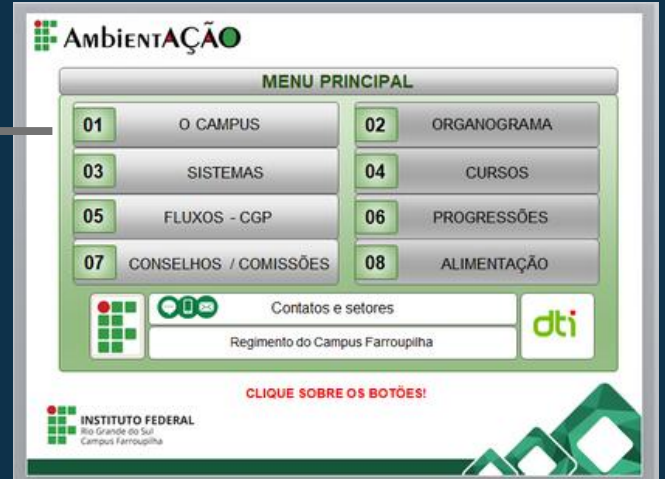 AmbientAÇÃO
MENU PRINCIPAL
01 O CAMPUS
02 ORGANOGRAMA
03 SISTEMAS
04 CURSOS
05 FLUXOS - CGP
06 PROGRESSÕES
07 CONSELHOS / COMISSÕES
08 ALIMENTAÇÃO
Contatos e setores
Regimento do Campus Farroupilha
dti
CLIQUE SOBRE OS BOTÕES!
INSTITUTO FEDERAL
Rio Grande do Sul
Campus Farroupilha